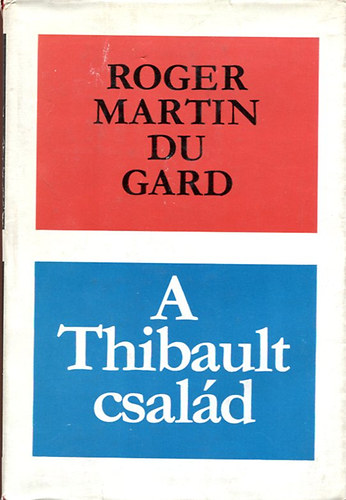 ROGER
MARTIN
DU
GARD
A
Thibault
család